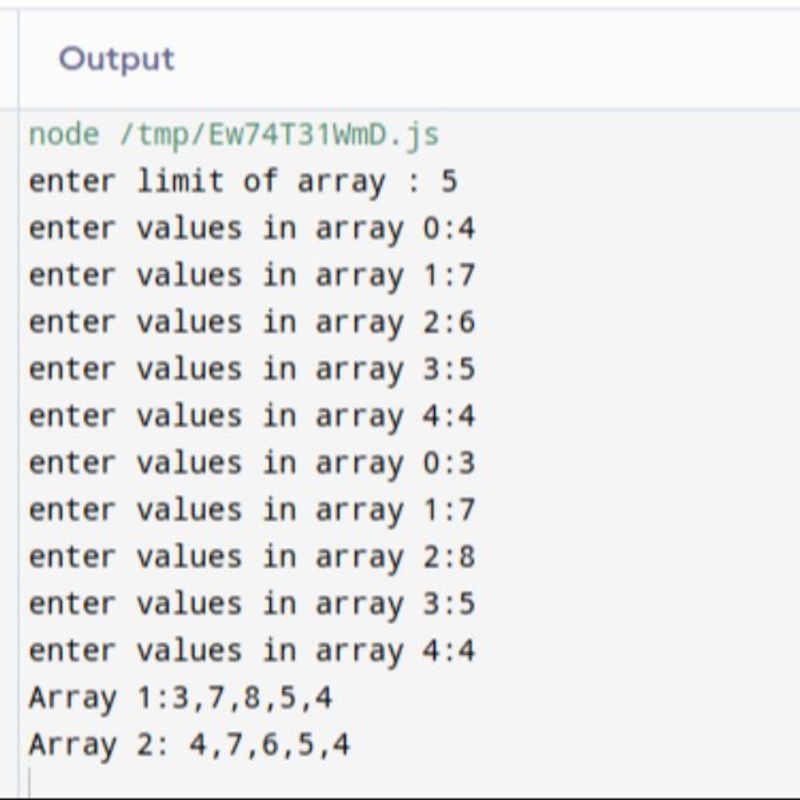 Output
node /tmp/Ew74T31WmD.js
enter limit of array : 5
enter values in array 0:4
enter values in array 1:7
enter values in array 2:6
enter values in array 3:5
enter values in array 4:4
enter values in array 0:3
enter values in array 1:7
enter values in array 2:8
enter values in array 3:5
enter values in array 4:4
Array 1:3,7,8,5,4
Array 2: 4,7,6,5,4